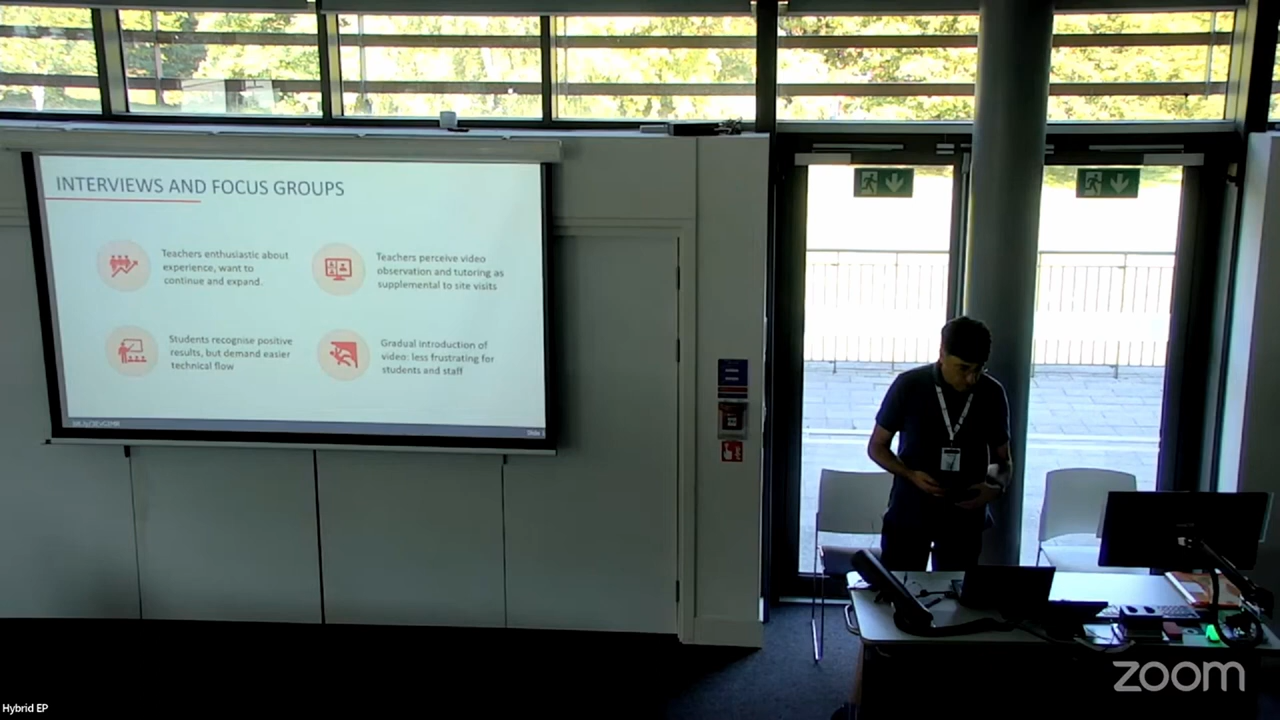 INTERVIEWS AND FOCUS GROUPS
Teachers enthusiastic about
experience, want to
continue and expand.
Teachers perceive video
observation and tutoring as
supplemental to site visits
Students recognise positive
results, but demand easier
technical flow
Gradual introduction of
video: less frustrating for
students and staff
Slide
zoom
Hybrid EP